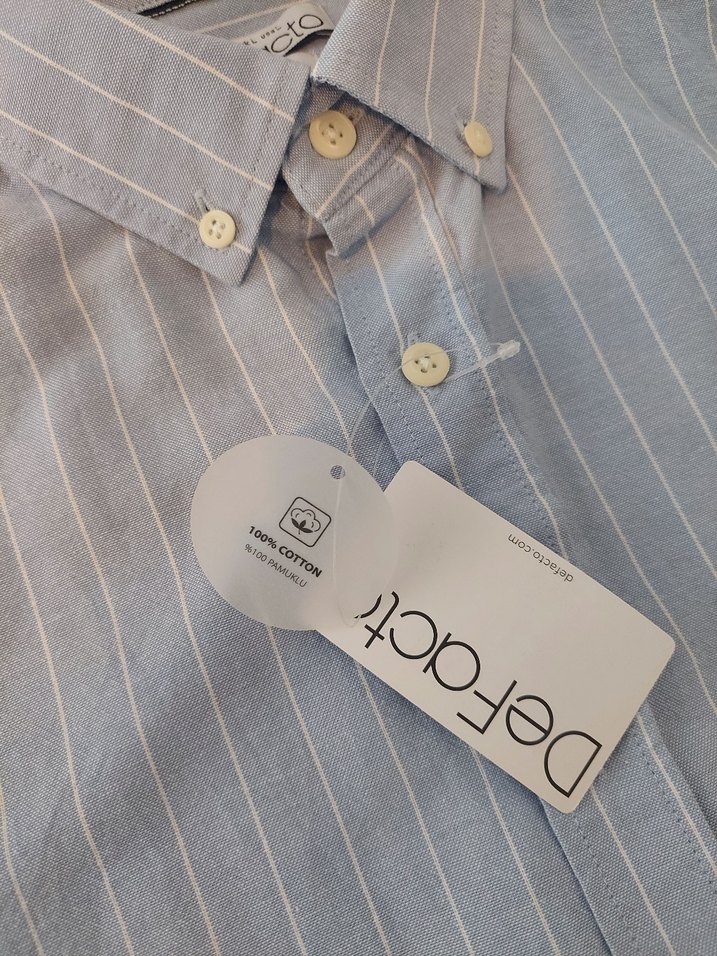 100% COTTON
%100 PAMUKLU
defacto.com
DeFacto